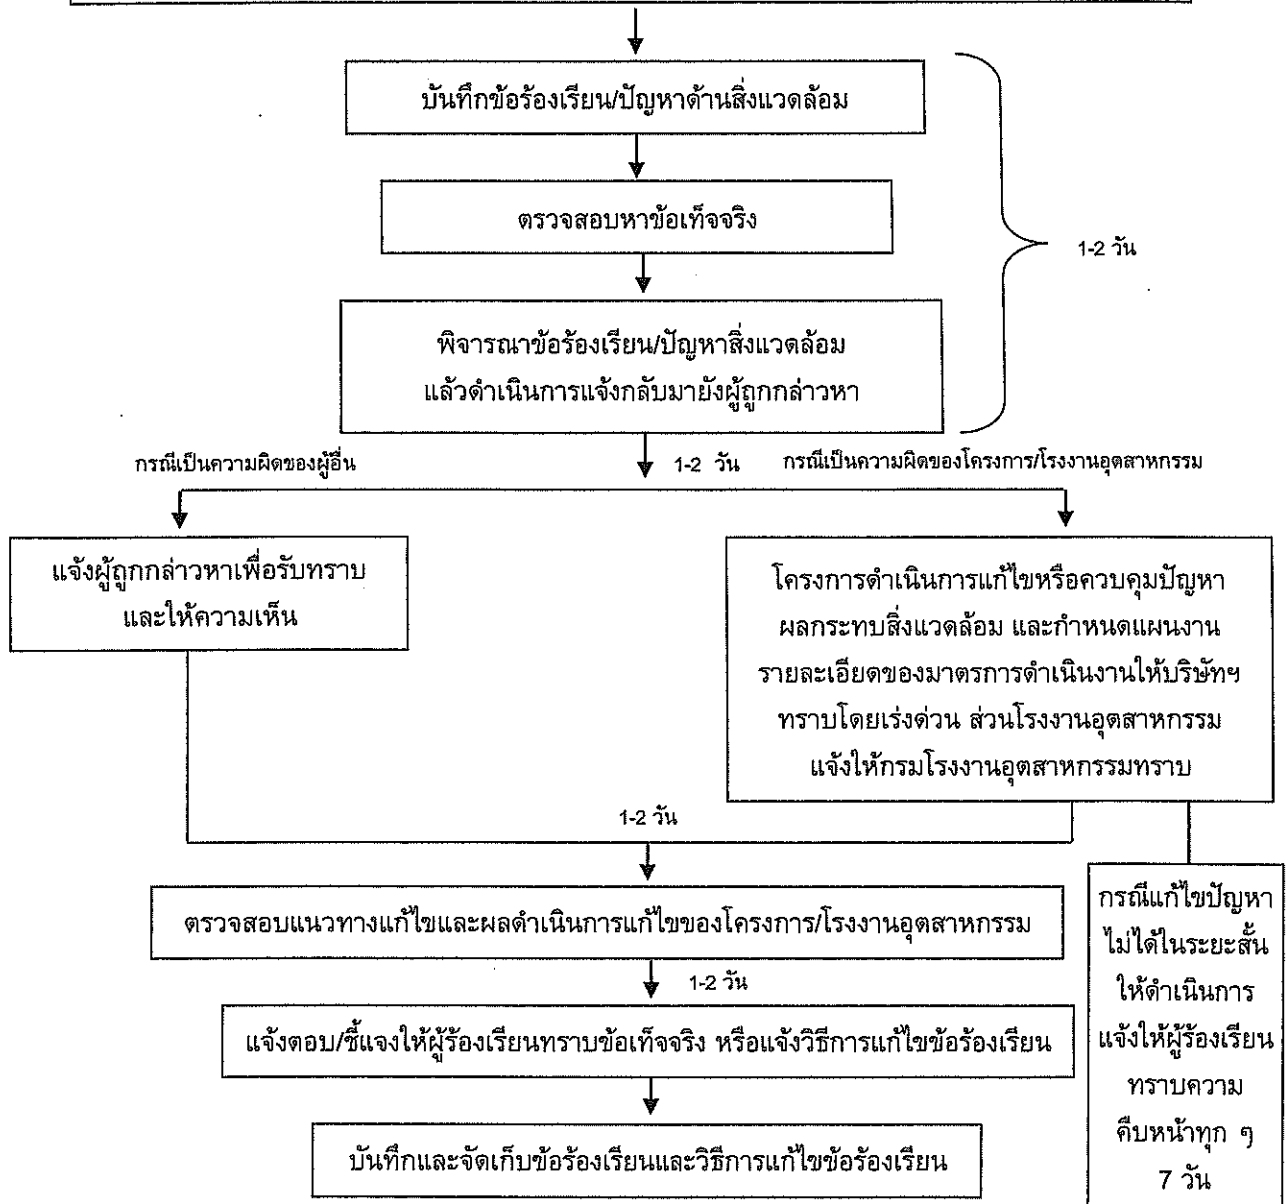 บันทึกข้อร้องเรียน/ปัญหาด้านสิ่งแวดล้อม
ตรวจสอบหาข้อเท็จจริง
1-2 วัน
พิจารณาข้อร้องเรียน/ปัญหาสิ่งแวดล้อม
แล้วดำเนินการแจ้งกลับมายังผู้ถูกกล่าวหา
กรณีเป็นความผิดของผู้อื่น
1-2 วัน
กรณีเป็นความผิดของโครงการ/โรงงานอุตสาหกรรม
แจ้งผู้ถูกกล่าวหาเพื่อรับทราบ
และให้ความเห็น
โครงการดำเนินการแก้ไขหรือควบคุมปัญหา
ผลกระทบสิ่งแวดล้อม และกำหนดแผนงาน
รายละเอียดของมาตรการดำเนินงานให้บริษัทฯ
ทราบโดยเร่งด่วน ส่วนโรงงานอุตสาหกรรม
แจ้งให้กรมโรงงานอุตสาหกรรมทราบ
1-2 วัน
ตรวจสอบแนวทางแก้ไขและผลดำเนินการแก้ไขของโครงการ/โรงงานอุตสาหกรรม
1-2 วัน
แจ้งตอบ/ชี้แจงให้ผู้ร้องเรียนทราบข้อเท็จจริง หรือแจ้งวิธีการแก้ไขข้อร้องเรียน
บันทึกและจัดเก็บข้อร้องเรียนและวิธีการแก้ไขข้อร้องเรียน
กรณีแก้ไขปัญหา
ไม่ได้ในระยะสั้น
ให้ดำเนินการ
แจ้งให้ผู้ร้องเรียน
ทราบความ
คืบหน้าทุก ๆ
7 วัน